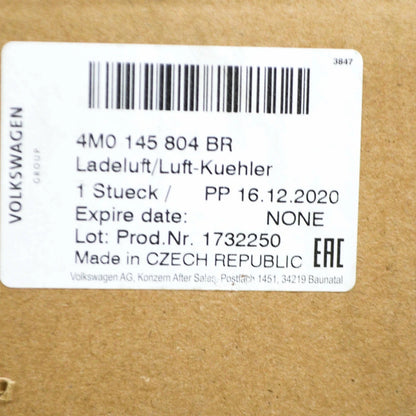 3847
VOLKSWAGEN
GROUP
4M0 145 804 BR
Ladeluft/Luft-Kuehler
1 Stueck / PP 16.12.2020
Expire date: NONE
Lot: Prod.Nr. 1732250
Made in CZECH REPUBLIC EAC
Volkswagen AG, Konzern After Sales, Postfach 1451, 34219 Baunatal